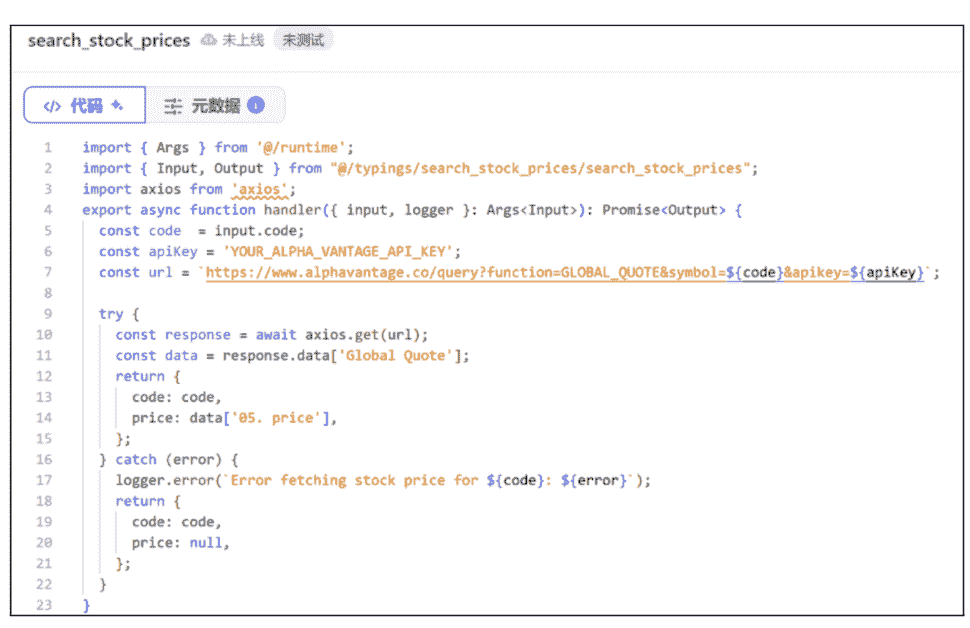 search_stock_prices 未上线 未测试
</> 代码 元数据 i
1 import { Args } from '@/runtime';
2 import { Input, Output } from "@/typings/search_stock_prices/search_stock_prices";
3 import axios from 'axios';
4 export async function handler({ input, logger }: Args<Input>): Promise<Output> {
5 const code = input.code;
6 const apiKey = 'YOUR_ALPHA_VANTAGE_API_KEY';
7 const url = `https://www.alphavantage.co/query?function=GLOBAL_QUOTE&symbol=${code}&apikey=${apiKey}`;
8
9 try {
10 const response = await axios.get(url);
11 const data = response.data['Global Quote'];
12 return {
13 code: code,
14 price: data['05. price'],
15 };
16 } catch (error) {
17 logger.error(`Error fetching stock price for ${code}: ${error}`);
18 return {
19 code: code,
20 price: null,
21 };
22 }
23 }